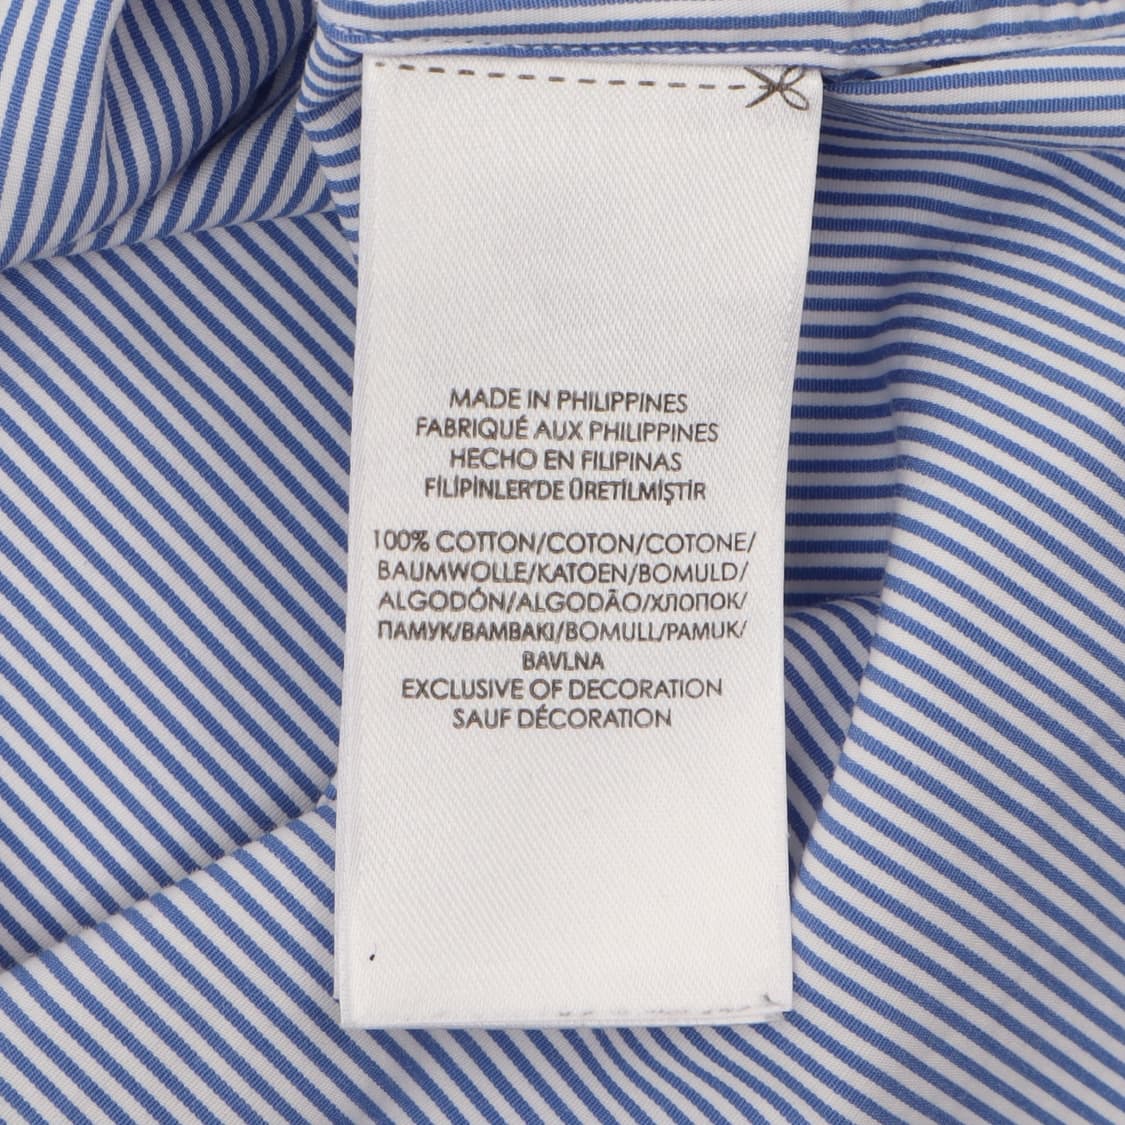 MADE IN PHILIPPINES
FABRIQUÉ AUX PHILIPPINES
HECHO EN FILIPINAS
FİLİPİNLER'DE ÜRETİLMİŞTİR
100% COTTON/COTON/COTONE/
BAUMWOLLE/KATOEN/BOMULD/
ALGODÓN/ALGODÃO/ХЛОПОК/
ПАМУК/ΒΑΜΒΑΚΙ/BOMULL/PAMUK/
BAVLNA
EXCLUSIVE OF DECORATION
SAUF DÉCORATION